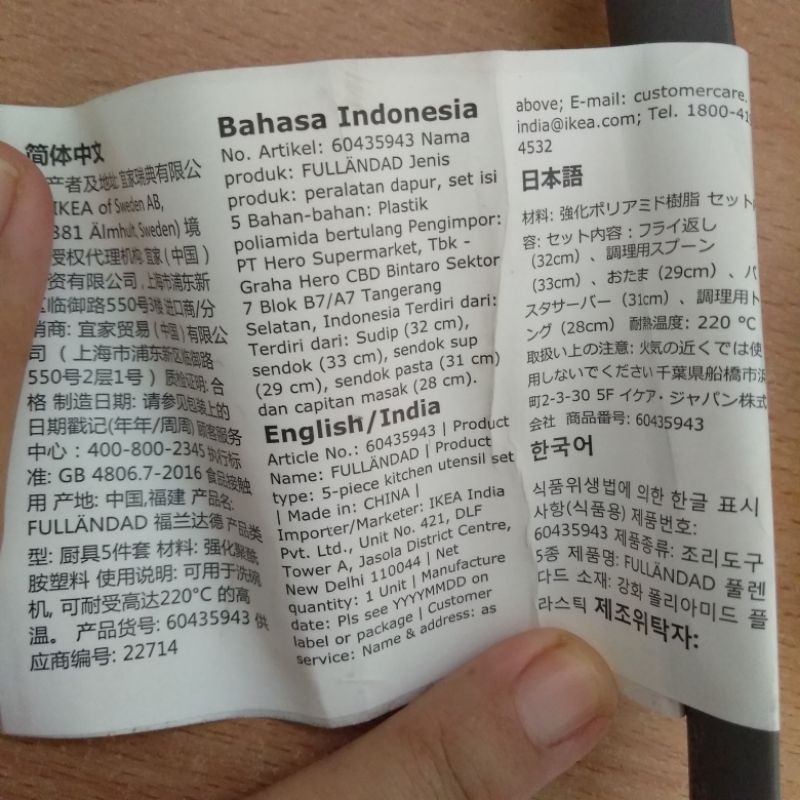 简体中文
产者及地址:宜家瑞典有限公
IKEA of Sweden AB,
381 Älmhult, Sweden) 境
授权代理机构:宜家(中国)
资有限公司,上海市浦东新
区临御路550号3楼 进口商/分
销商: 宜家贸易(中国)有限公
司(上海市浦东新区临御路
550号2层1号) 质检证明: 合
格 制造日期: 请参见包装上的
日期戳记(年年/周周) 顾客服务
中心: 400-800-2345 执行标
准: GB 4806.7-2016 食品接触
用 产地: 中国,福建 产品名:
FULLÄNDAD 福兰达德 产品类
型: 厨具5件套 材料: 强化聚酰
胺塑料 使用说明: 可用于洗碗
机, 可耐受高达220°C 的高
温。 产品货号: 60435943 供
应商编号: 22714
Bahasa Indonesia
No. Artikel: 60435943 Nama
produk: FULLÄNDAD Jenis
produk: peralatan dapur, set isi
5 Bahan-bahan: Plastik
poliamida bertulang Pengimpor:
PT Hero Supermarket, Tbk -
Graha Hero CBD Bintaro Sektor
7 Blok B7/A7 Tangerang
Selatan, Indonesia Terdiri dari:
Terdiri dari: Sudip (32 cm),
sendok (33 cm), sendok sup
(29 cm), sendok pasta (31 cm)
dan capitan masak (28 cm).
English/India
Article No.: 60435943 | Product
Name: FULLÄNDAD | Product
type: 5-piece kitchen utensil set
| Made in: CHINA |
Importer/Marketer: IKEA India
Pvt. Ltd., Unit No. 421, DLF
Tower A, Jasola District Centre,
New Delhi 110044 | Net
quantity: 1 Unit | Manufacture
date: Pls see YYYYMMDD on
label or package | Customer
service: Name & address: as
above; E-mail: customercare.
india@ikea.com; Tel. 1800-41
4532
日本語
材料: 強化ポリアミド樹脂 セット
容: セット内容:フライ返し
(32cm)、調理用スプーン
(33cm)、おたま(29cm)、パ
スタサーバー(31cm)、調理用ト
ング(28cm) 耐熱温度: 220 °C
取扱い上の注意: 火気の近くでは使
用しないでください 千葉県船橋市浜
町2-3-30 5F イケア・ジャパン株式
会社 商品番号: 60435943
한국어
식품위생법에 의한 한글 표시
사항(식품용) 제품번호:
60435943 제품종류: 조리도구
5종 제품명: FULLÄNDAD 풀렌
다드 소재: 강화 폴리아미드 플
라스틱 제조위탁자: